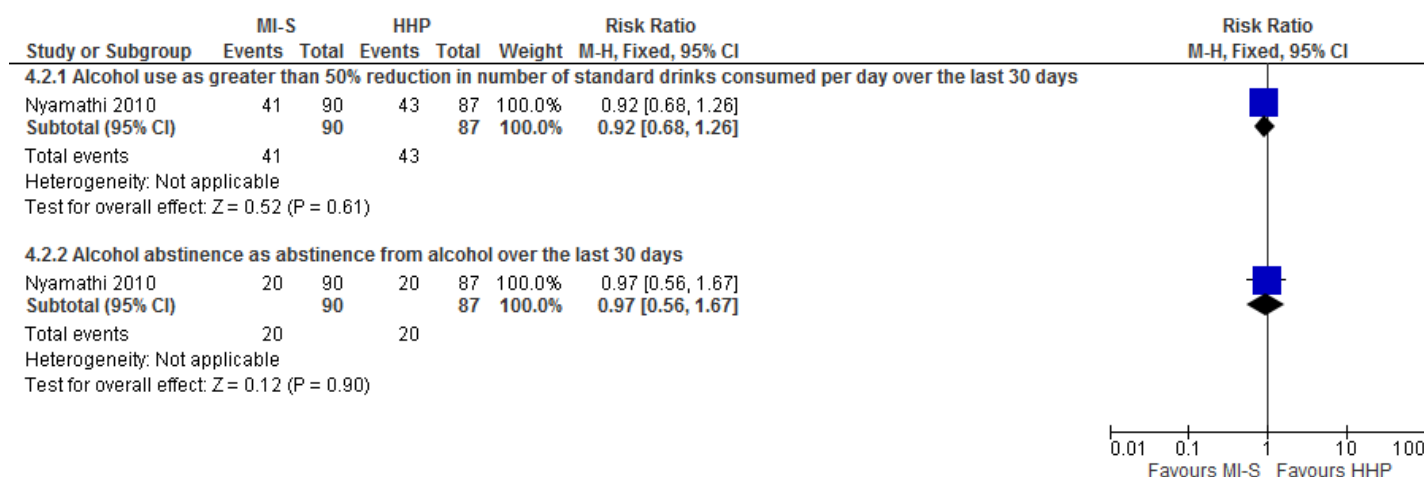 MI-S HHP Risk Ratio Risk Ratio
Study or Subgroup Events Total Events Total Weight M-H, Fixed, 95% CI M-H, Fixed, 95% CI
4.2.1 Alcohol use as greater than 50% reduction in number of standard drinks consumed per day over the last 30 days
Nyamathi 2010 41 90 43 87 100.0% 0.92 [0.68, 1.26]
Subtotal (95% CI) 90 87 100.0% 0.92 [0.68, 1.26]
Total events 41 43
Heterogeneity: Not applicable
Test for overall effect: Z = 0.52 (P = 0.61)
4.2.2 Alcohol abstinence as abstinence from alcohol over the last 30 days
Nyamathi 2010 20 90 20 87 100.0% 0.97 [0.56, 1.67]
Subtotal (95% CI) 90 87 100.0% 0.97 [0.56, 1.67]
Total events 20 20
Heterogeneity: Not applicable
Test for overall effect: Z = 0.12 (P = 0.90)
0.01 0.1 1 10 100
Favours MI-S Favours HHP